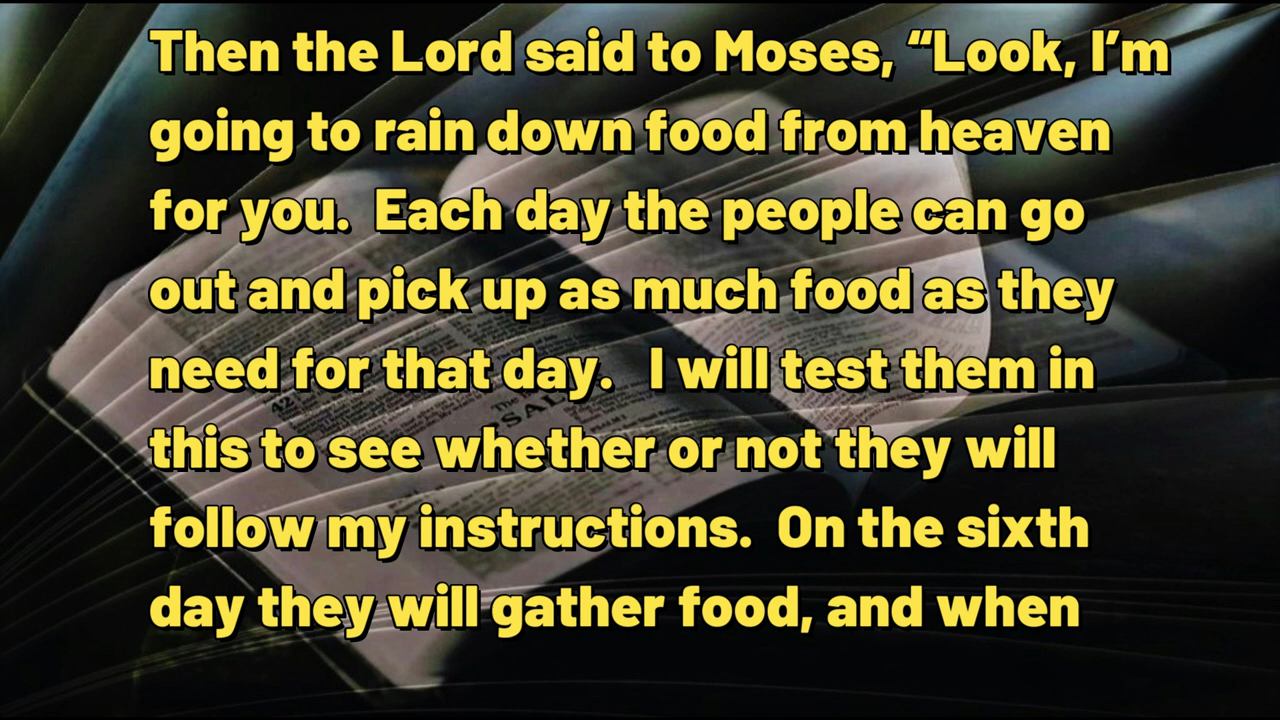 Then the Lord said to Moses, “Look, I’m
going to rain down food from heaven
for you.  Each day the people can go
out and pick up as much food as they
need for that day.   I will test them in
this to see whether or not they will
follow my instructions.  On the sixth
day they will gather food, and when